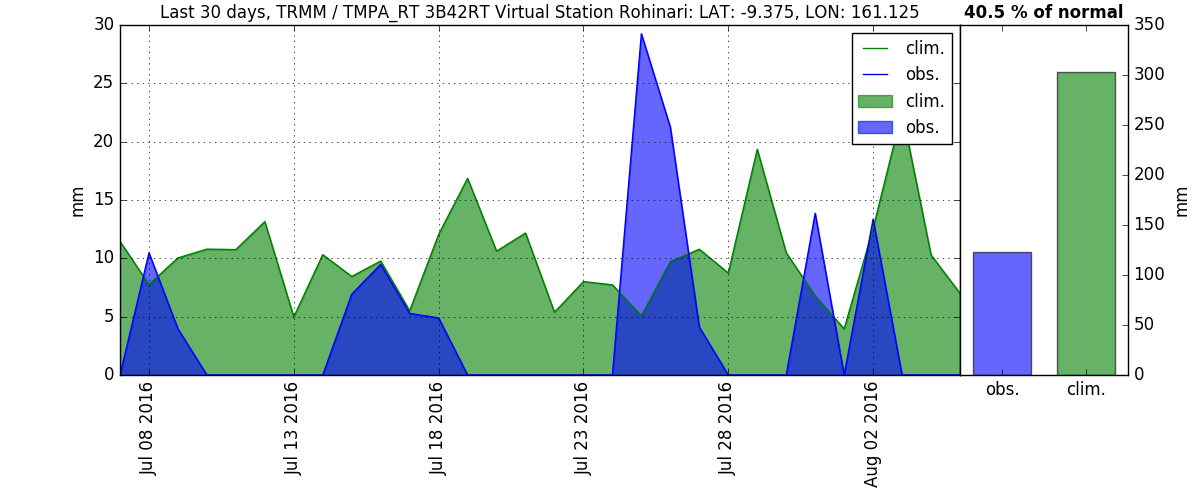 Last 30 days, TRMM / TMPA_RT 3B42RT Virtual Station Rohinari: LAT: -9.375, LON: 161.125
40.5 % of normal
30
25
20
15
10
5
0
mm
clim.
obs.
clim.
obs.
Jul 08 2016
Jul 13 2016
Jul 18 2016
Jul 23 2016
Jul 28 2016
Aug 02 2016
350
300
250
200
150
100
50
0
mm
obs.
clim.